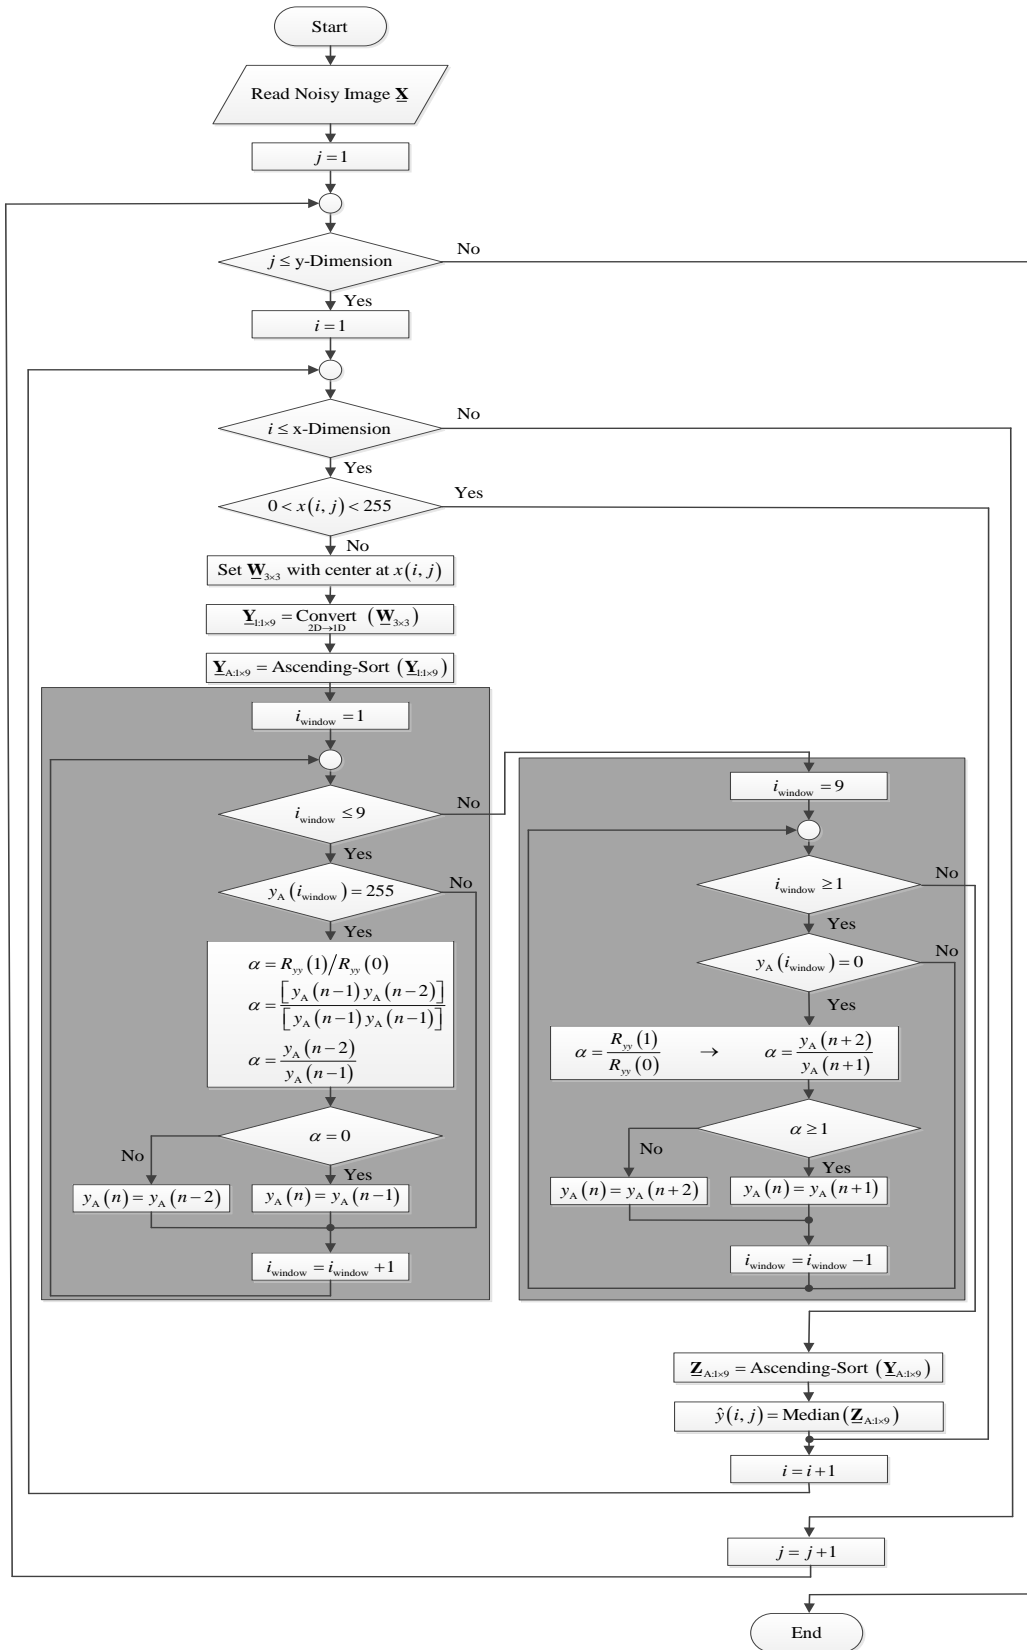 Start
Read Noisy Image X
j = 1
j ≤ y-Dimension
No
Yes
i = 1
i ≤ x-Dimension
No
Yes
0 < x(i, j) < 255
Yes
No
Set W3×3 with center at x(i, j)
YI:1×9 = Convert (W3×3)
2D→1D
YA:1×9 = Ascending-Sort (YI:1×9)
iwindow = 1
iwindow ≤ 9
No
Yes
yA(iwindow) = 255
No
Yes
α = Ryy(1)/Ryy(0)
α = [yA(n−1) yA(n−2)] / [yA(n−1) yA(n−1)]
α = yA(n−2) / yA(n−1)
α = 0
No
Yes
yA(n) = yA(n−2)
yA(n) = yA(n−1)
iwindow = iwindow +1
iwindow = 9
iwindow ≥ 1
No
Yes
yA(iwindow) = 0
No
Yes
α = Ryy(1) / Ryy(0) → α = yA(n+2) / yA(n+1)
α ≥ 1
No
Yes
yA(n) = yA(n+2)
yA(n) = yA(n+1)
iwindow = iwindow −1
ZA:1×9 = Ascending-Sort (YA:1×9)
ŷ(i, j) = Median(ZA:1×9)
i = i+1
j = j+1
End